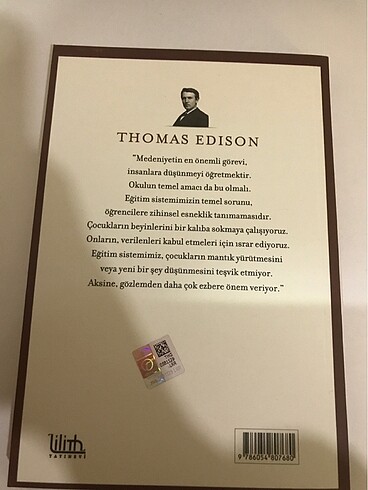 THOMAS EDISON
"Medeniyetin en önemli görevi,
insanlara düşünmeyi öğretmektir.
Okulun temel amacı da bu olmalı.
Eğitim sistemimizin temel sorunu,
öğrencilere zihinsel esneklik tanımamasıdır.
Çocukların beyinlerini bir kalıba sokmaya çalışıyoruz.
Onların, verilenleri kabul etmeleri için ısrar ediyoruz.
Eğitim sistemimiz, çocukların mantık yürütmesini
veya yeni bir şey düşünmesini teşvik etmiyor.
Aksine, gözlemden daha çok ezbere önem veriyor."
lilith
YAYINEVİ
9 786054 807680